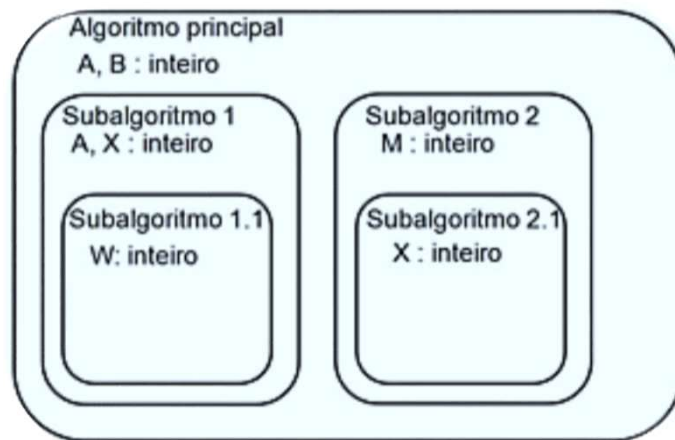 Algoritmo principal
A, B : inteiro
Subalgoritmo 1
A, X : inteiro
Subalgoritmo 1.1
W: inteiro
Subalgoritmo 2
M : inteiro
Subalgoritmo 2.1
X : inteiro